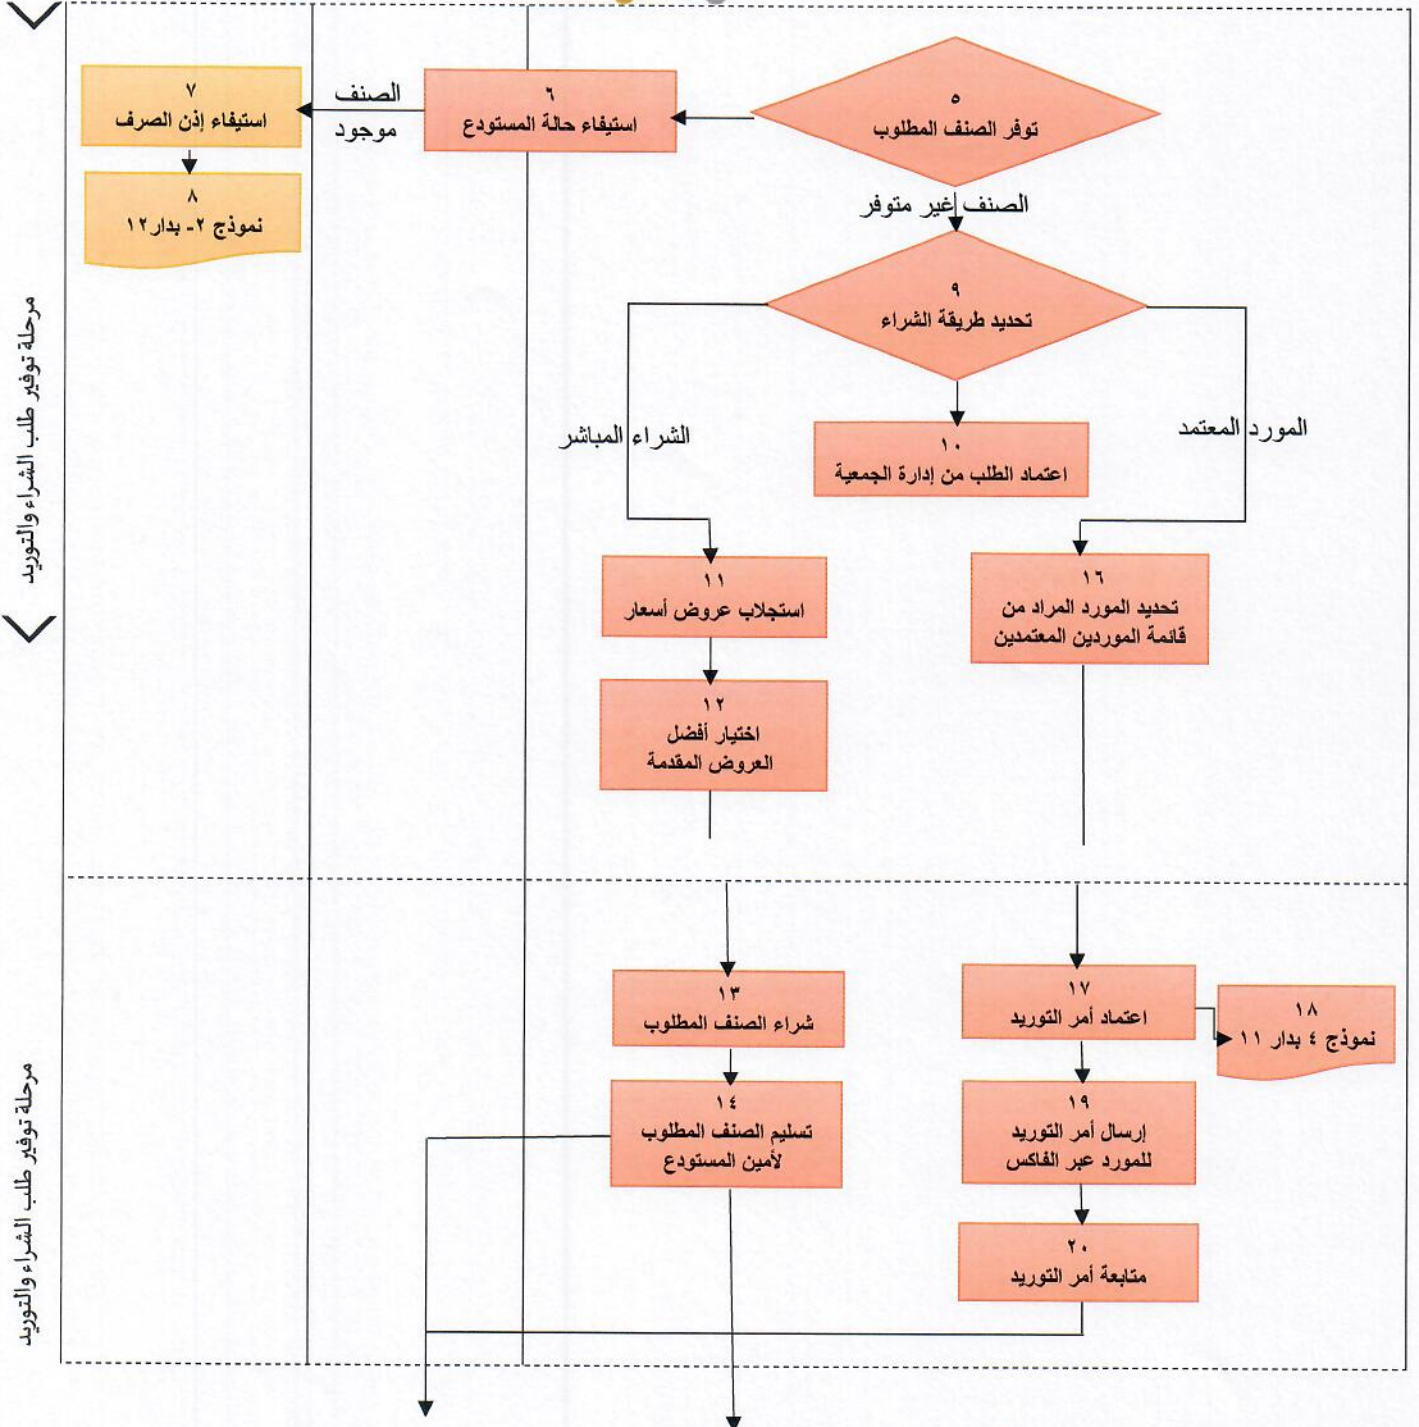 ٥
توفر الصنف المطلوب
٦
استيفاء حالة المستودع
الصنف
موجود
٧
استيفاء إذن الصرف
٨
نموذج ٢- بدار١٢
الصنف غير متوفر
٩
تحديد طريقة الشراء
المورد المعتمد
الشراء المباشر
١٠
اعتماد الطلب من إدارة الجمعية
١٦
تحديد المورد المراد من
قائمة الموردين المعتمدين
١١
استجلاب عروض أسعار
١٢
اختيار أفضل
العروض المقدمة
مرحلة توفير طلب الشراء والتوريد
١٨
نموذج ٤ بدار ١١
١٧
اعتماد أمر التوريد
١٣
شراء الصنف المطلوب
١٩
إرسال أمر التوريد
للمورد عبر الفاكس
١٤
تسليم الصنف المطلوب
لأمين المستودع
٢٠
متابعة أمر التوريد
مرحلة توفير طلب الشراء والتوريد